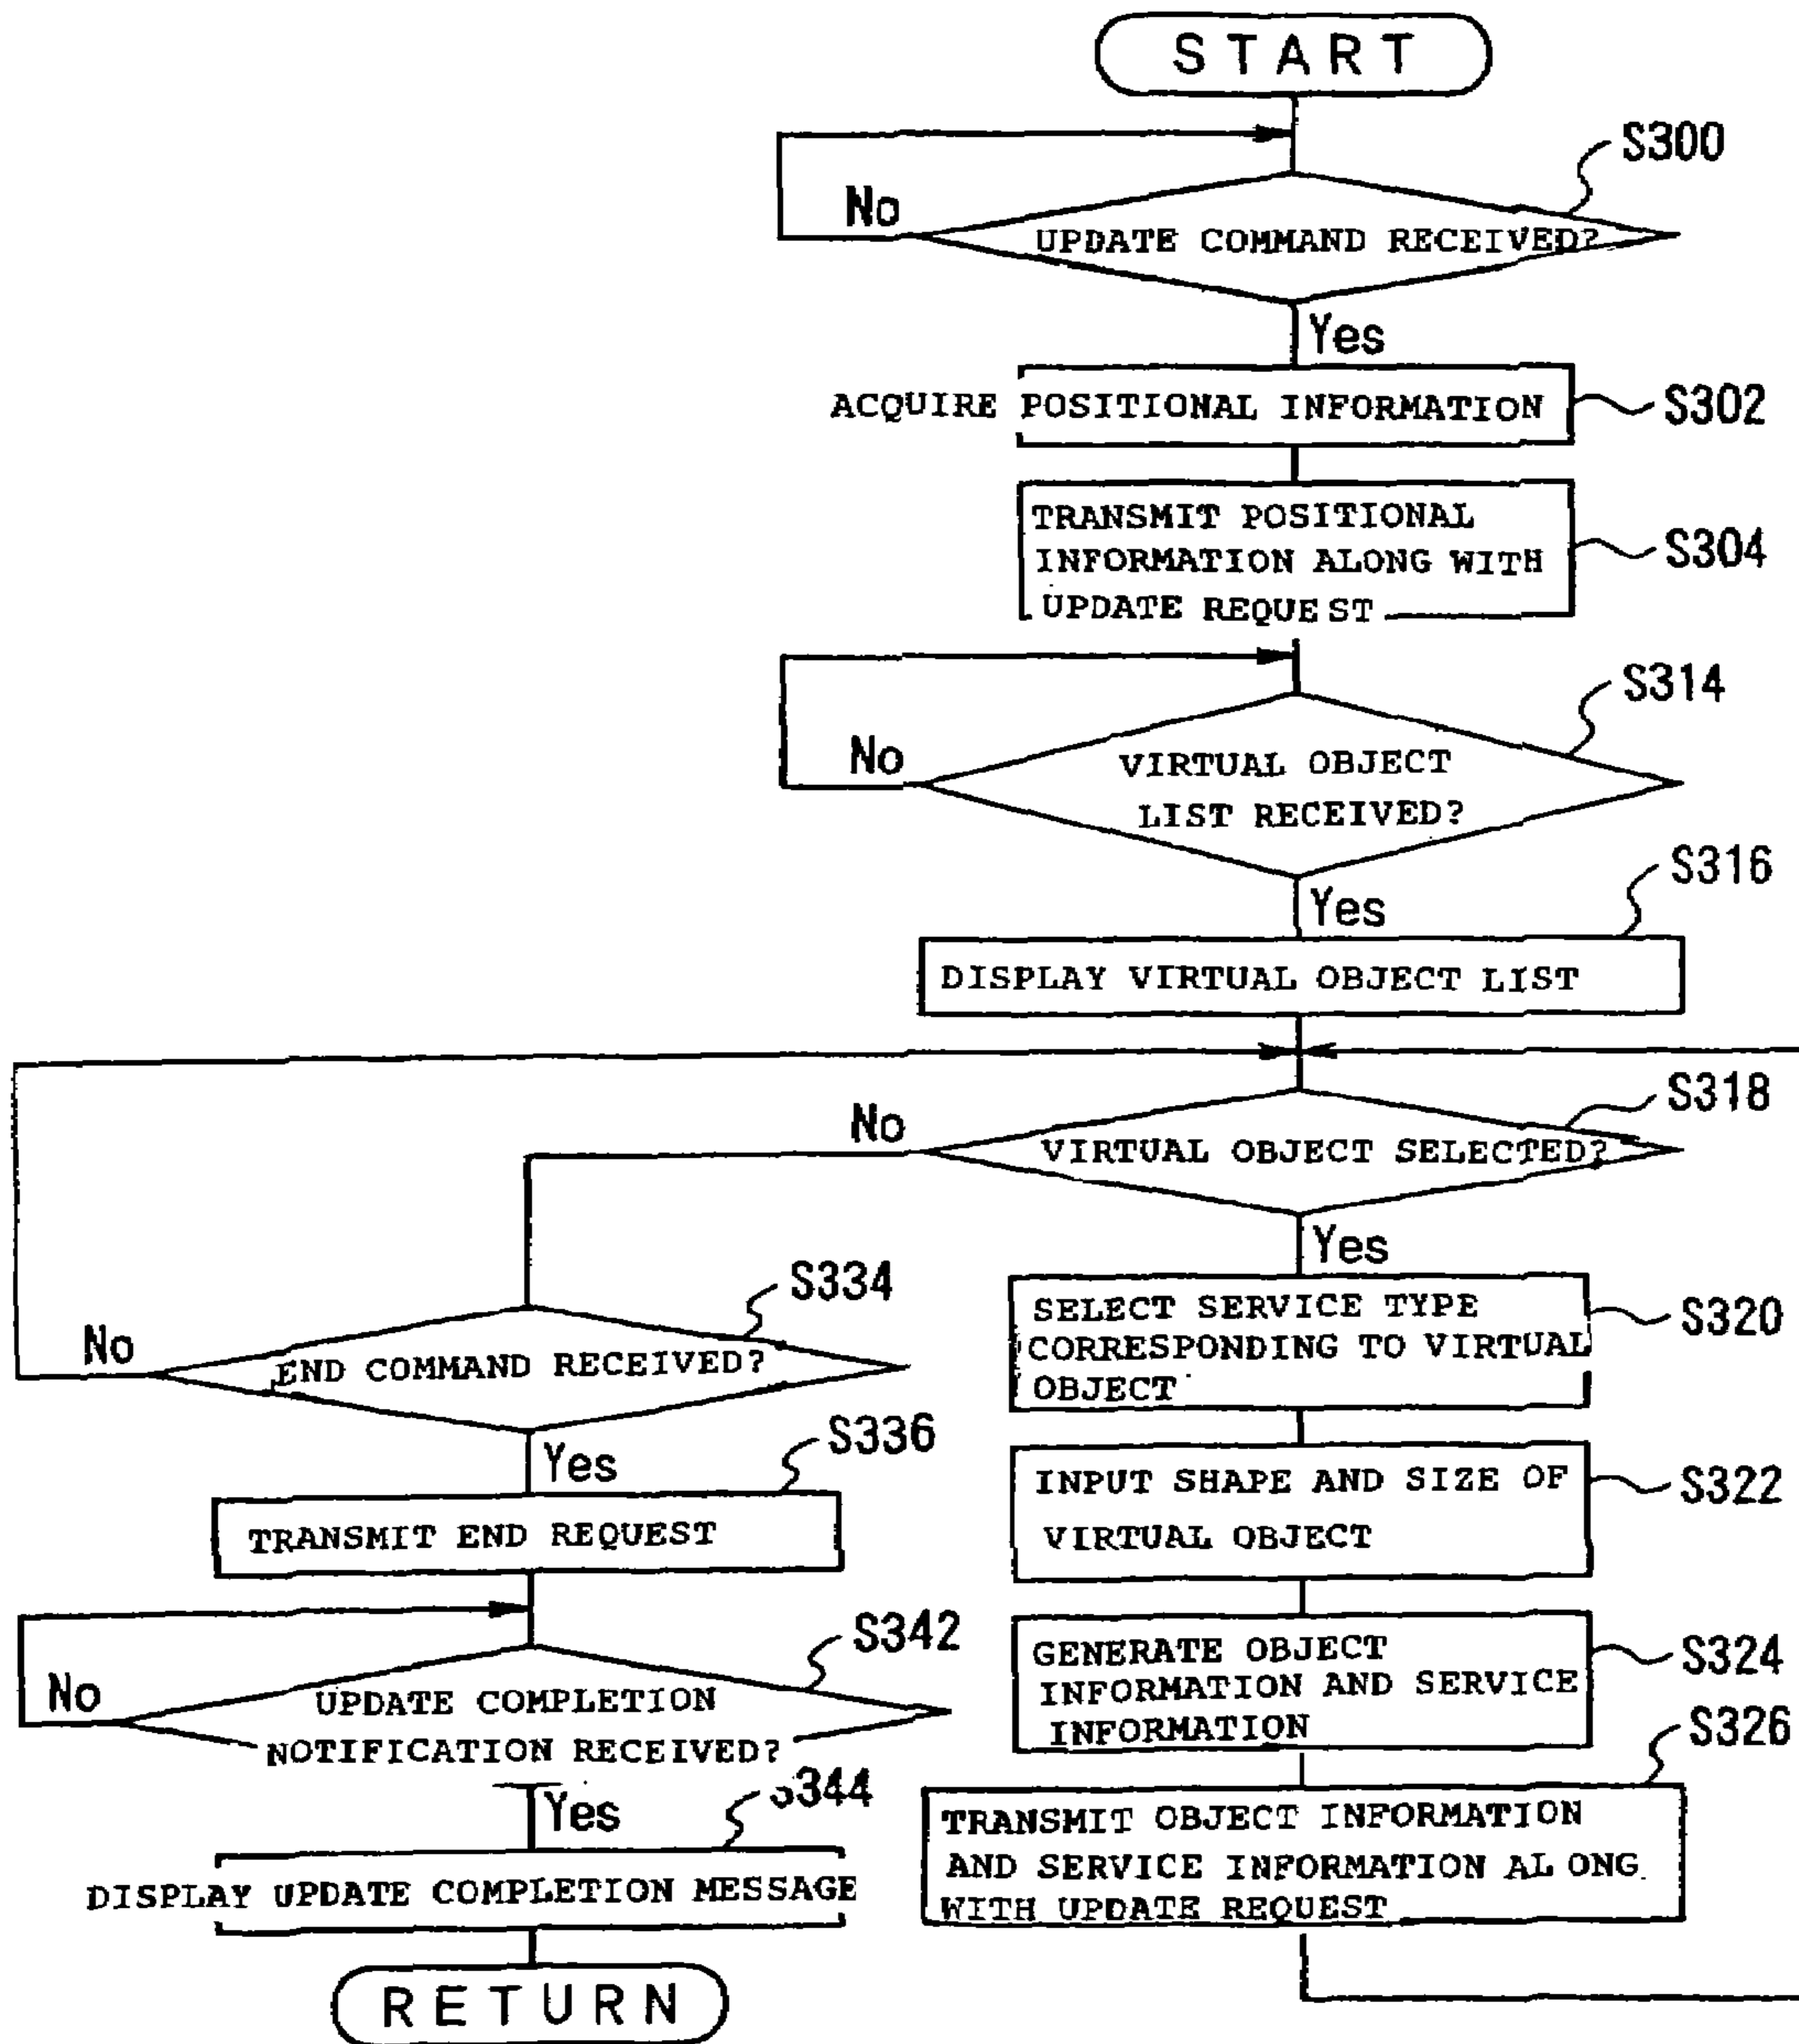 START
S300
No
UPDATE COMMAND RECEIVED?
Yes
ACQUIRE POSITIONAL INFORMATION
S302
TRANSMIT POSITIONAL
INFORMATION ALONG WITH
UPDATE REQUEST
S304
S314
No
VIRTUAL OBJECT
LIST RECEIVED?
S316
Yes
DISPLAY VIRTUAL OBJECT LIST
S318
No
VIRTUAL OBJECT SELECTED?
Yes
SELECT SERVICE TYPE
CORRESPONDING TO VIRTUAL
OBJECT
S320
INPUT SHAPE AND SIZE OF
VIRTUAL OBJECT
S322
GENERATE OBJECT
INFORMATION AND SERVICE
INFORMATION
S324
S326
TRANSMIT OBJECT INFORMATION
AND SERVICE INFORMATION ALONG
WITH UPDATE REQUEST
S334
No
END COMMAND RECEIVED?
S336
Yes
TRANSMIT END REQUEST
S342
No
UPDATE COMPLETION
NOTIFICATION RECEIVED?
S344
Yes
DISPLAY UPDATE COMPLETION MESSAGE
RETURN